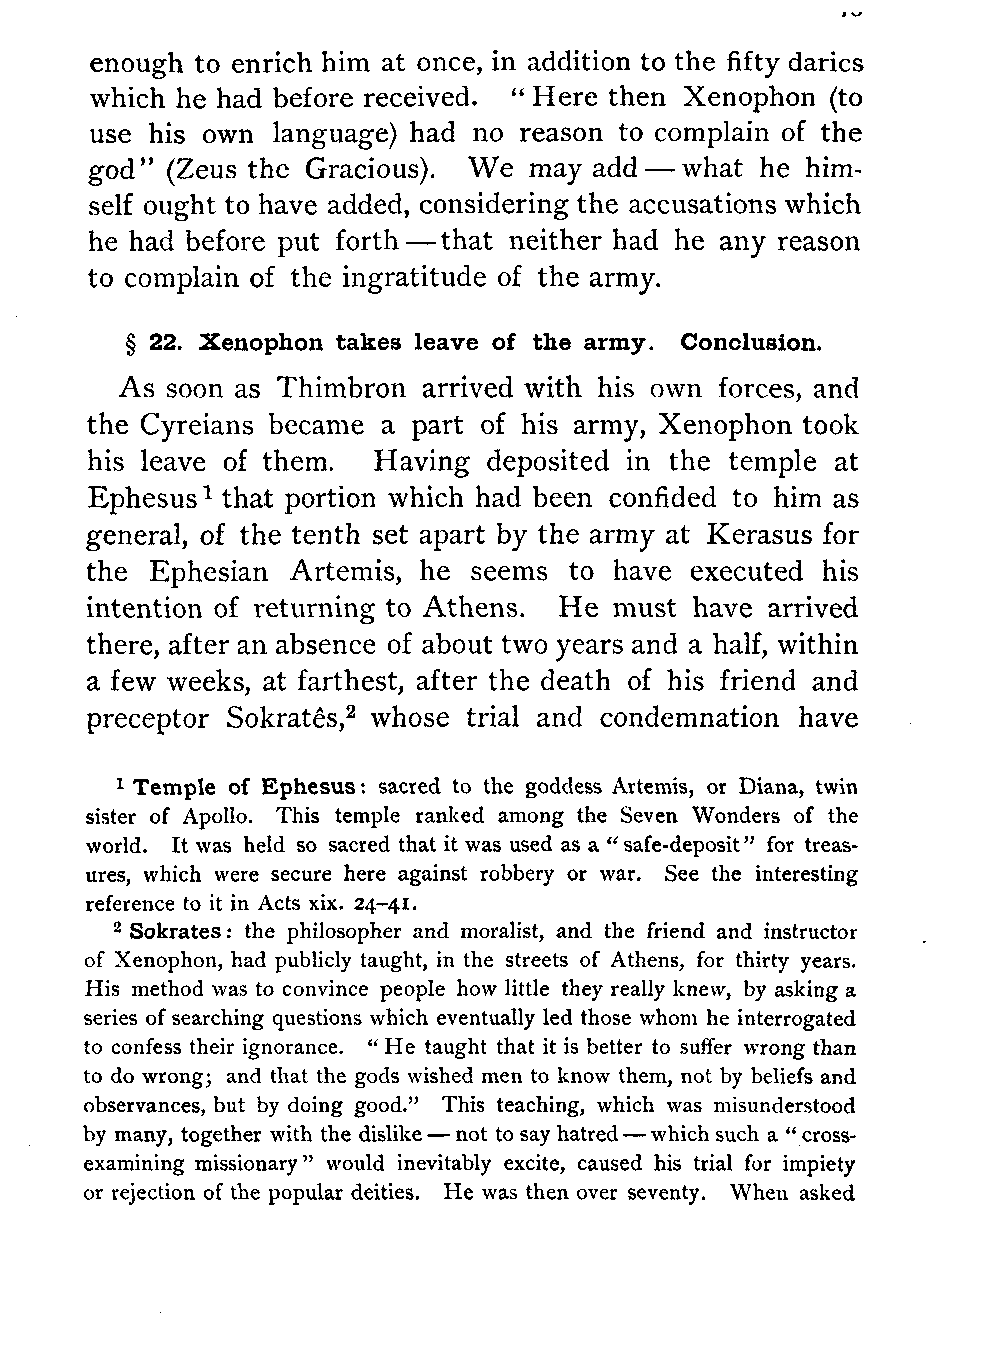 enough to enrich him at once, in addition to the fifty darics
which he had before received. “ Here then Xenophon (to
use his own language) had no reason to complain of the
god” (Zeus the Gracious). We may add — what he him-
self ought to have added, considering the accusations which
he had before put forth — that neither had he any reason
to complain of the ingratitude of the army.
§ 22. Xenophon takes leave of the army. Conclusion.
As soon as Thimbron arrived with his own forces, and
the Cyreians became a part of his army, Xenophon took
his leave of them. Having deposited in the temple at
Ephesus¹ that portion which had been confided to him as
general, of the tenth set apart by the army at Kerasus for
the Ephesian Artemis, he seems to have executed his
intention of returning to Athens. He must have arrived
there, after an absence of about two years and a half, within
a few weeks, at farthest, after the death of his friend and
preceptor Sokratês,² whose trial and condemnation have
¹ Temple of Ephesus: sacred to the goddess Artemis, or Diana, twin
sister of Apollo. This temple ranked among the Seven Wonders of the
world. It was held so sacred that it was used as a “ safe-deposit” for treas-
ures, which were secure here against robbery or war. See the interesting
reference to it in Acts xix. 24–41.
² Sokrates: the philosopher and moralist, and the friend and instructor
of Xenophon, had publicly taught, in the streets of Athens, for thirty years.
His method was to convince people how little they really knew, by asking a
series of searching questions which eventually led those whom he interrogated
to confess their ignorance. “ He taught that it is better to suffer wrong than
to do wrong; and that the gods wished men to know them, not by beliefs and
observances, but by doing good.” This teaching, which was misunderstood
by many, together with the dislike — not to say hatred — which such a “ cross-
examining missionary” would inevitably excite, caused his trial for impiety
or rejection of the popular deities. He was then over seventy. When asked